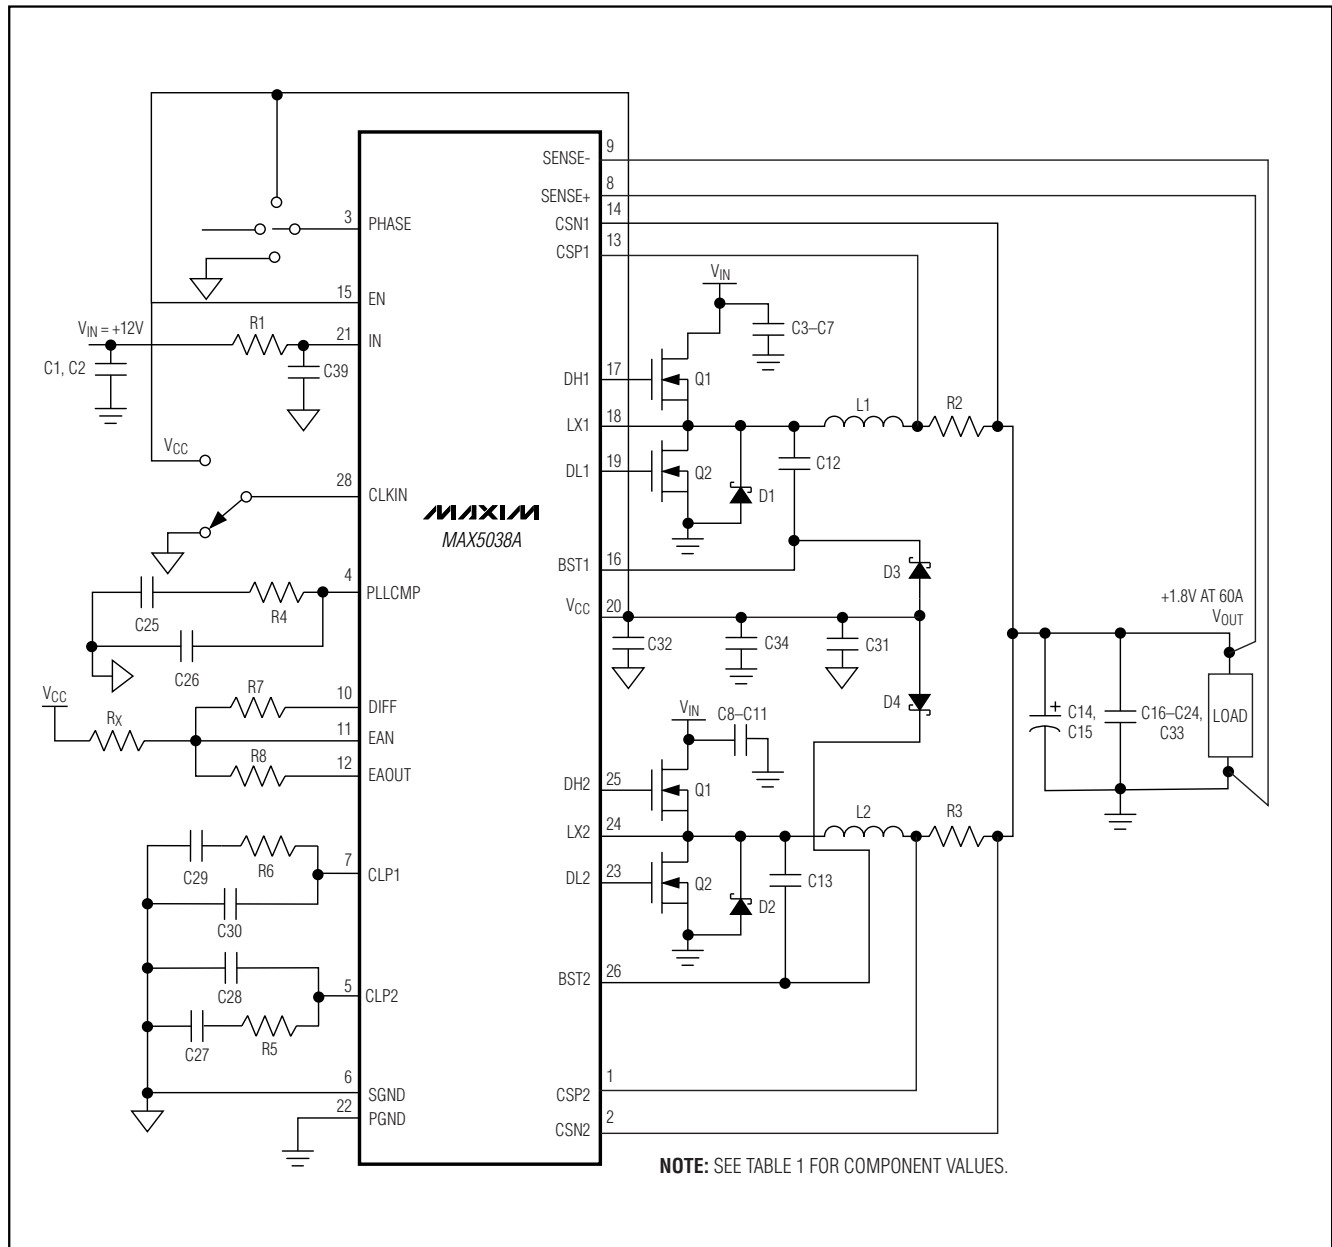 9
SENSE-
8
SENSE+
14
CSN1
13
CSP1
3
PHASE
VIN
15
EN
C3–C7
VIN = +12V
R1
21
IN
C1, C2
C39
17
DH1
Q1
18
LX1
L1
R2
VCC
19
DL1
Q2
C12
D1
28
CLKIN
MAXIM
MAX5038A
16
BST1
D3
4
PLLCMP
C25
R4
C26
20
VCC
C32
C34
C31
+1.8V AT 60A
VOUT
VCC
RX
R7
10
DIFF
11
EAN
R8
12
EAOUT
D4
VIN
C8–C11
+
C14,
C15
C16–C24,
C33
LOAD
25
DH2
Q1
24
LX2
L2
R3
C29
R6
7
CLP1
C30
23
DL2
Q2
D2
C13
C28
5
CLP2
C27
R5
26
BST2
6
SGND
22
PGND
1
CSP2
2
CSN2
NOTE: SEE TABLE 1 FOR COMPONENT VALUES.